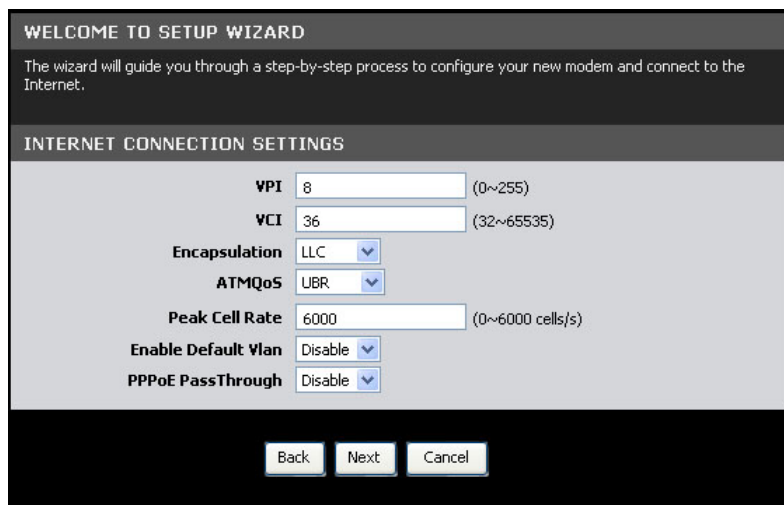 WELCOME TO SETUP WIZARD
The wizard will guide you through a step-by-step process to configure your new modem and connect to the
Internet.
INTERNET CONNECTION SETTINGS
VPI 8 (0~255)
VCI 36 (32~65535)
Encapsulation LLC
ATMQoS UBR
Peak Cell Rate 6000 (0~6000 cells/s)
Enable Default Vlan Disable
PPPoE PassThrough Disable
Back Next Cancel